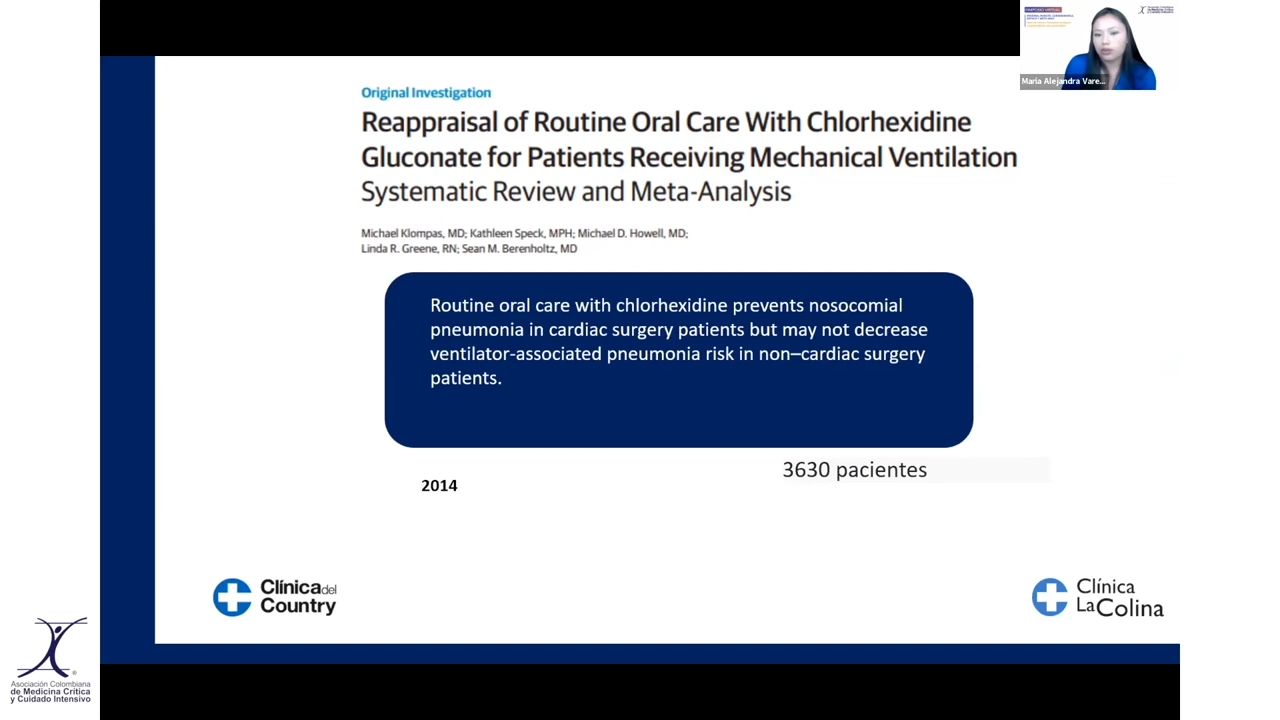 Original Investigation
Reappraisal of Routine Oral Care With Chlorhexidine
Gluconate for Patients Receiving Mechanical Ventilation
Systematic Review and Meta-Analysis
Michael Klompas, MD; Kathleen Speck, MPH; Michael D. Howell, MD;
Linda R. Greene, RN; Sean M. Berenholtz, MD
Routine oral care with chlorhexidine prevents nosocomial
pneumonia in cardiac surgery patients but may not decrease
ventilator-associated pneumonia risk in non–cardiac surgery
patients.
3630 pacientes
2014
Clínica del
Country
Clínica
La Colina
Asociación Colombiana
de Medicina Crítica
y Cuidado Intensivo
Maria Alejandra Vare...